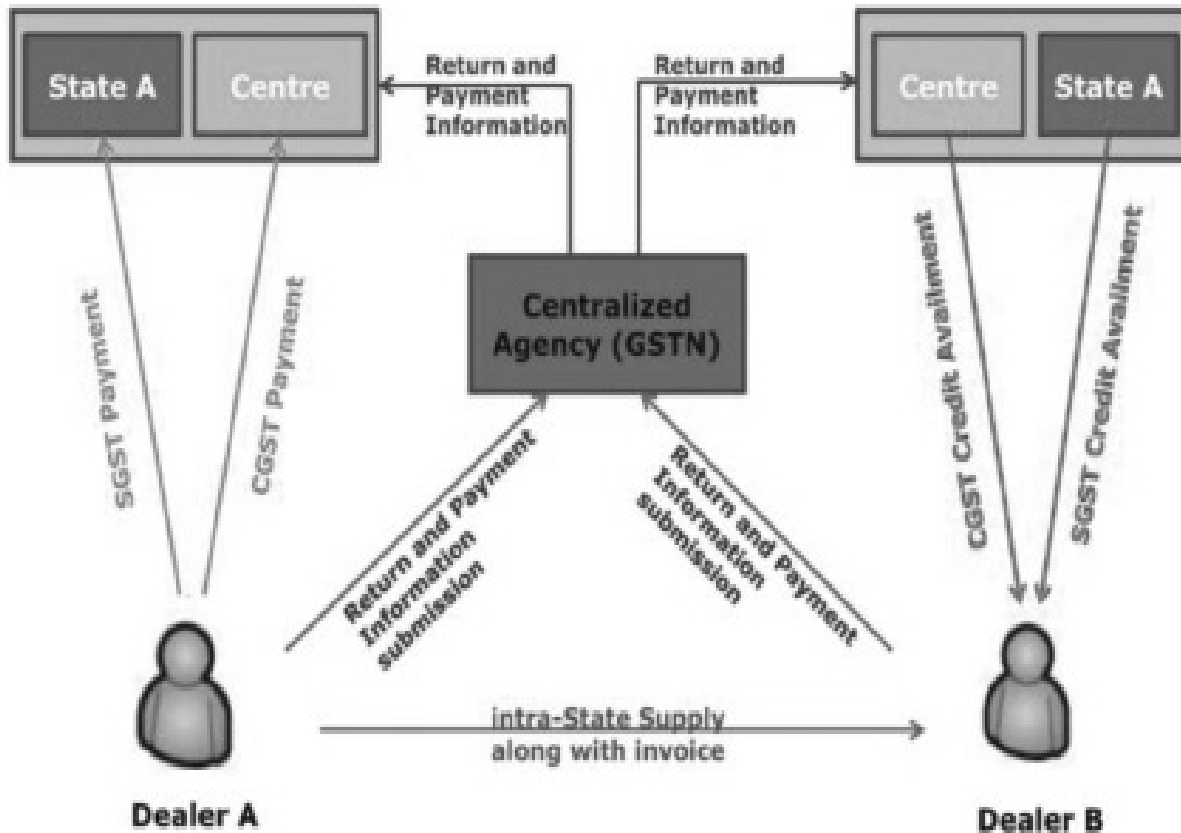 State A
Centre
Return and
Payment
Information
Return and
Payment
Information
Centre
State A
SGST Payment
CGST Payment
Centralized
Agency (GSTN)
CGST Credit Availment
SGST Credit Availment
Return and Payment
Information
submission
Return and Payment
Information
submission
intra-State Supply
along with invoice
Dealer A
Dealer B